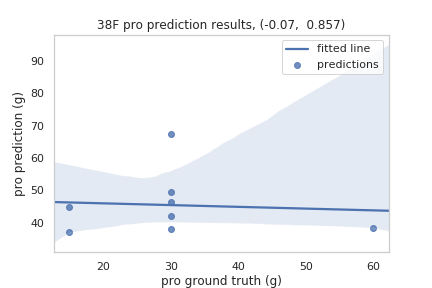 38F pro prediction results, (-0.07,  0.857)
fitted line
predictions
pro prediction (g)
90
80
70
60
50
40
20
30
40
50
60
pro ground truth (g)